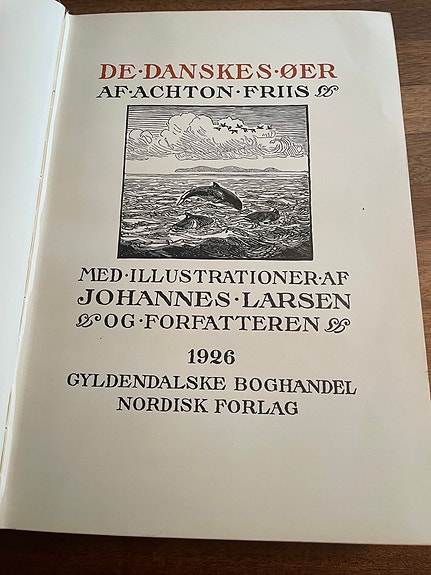 DE·DANSKES·ØER
AF·ACHTON·FRIIS
MED·ILLUSTRATIONER·AF
JOHANNES·LARSEN
OG·FORFATTEREN
1926
GYLDENDALSKE BOGHANDEL
NORDISK FORLAG